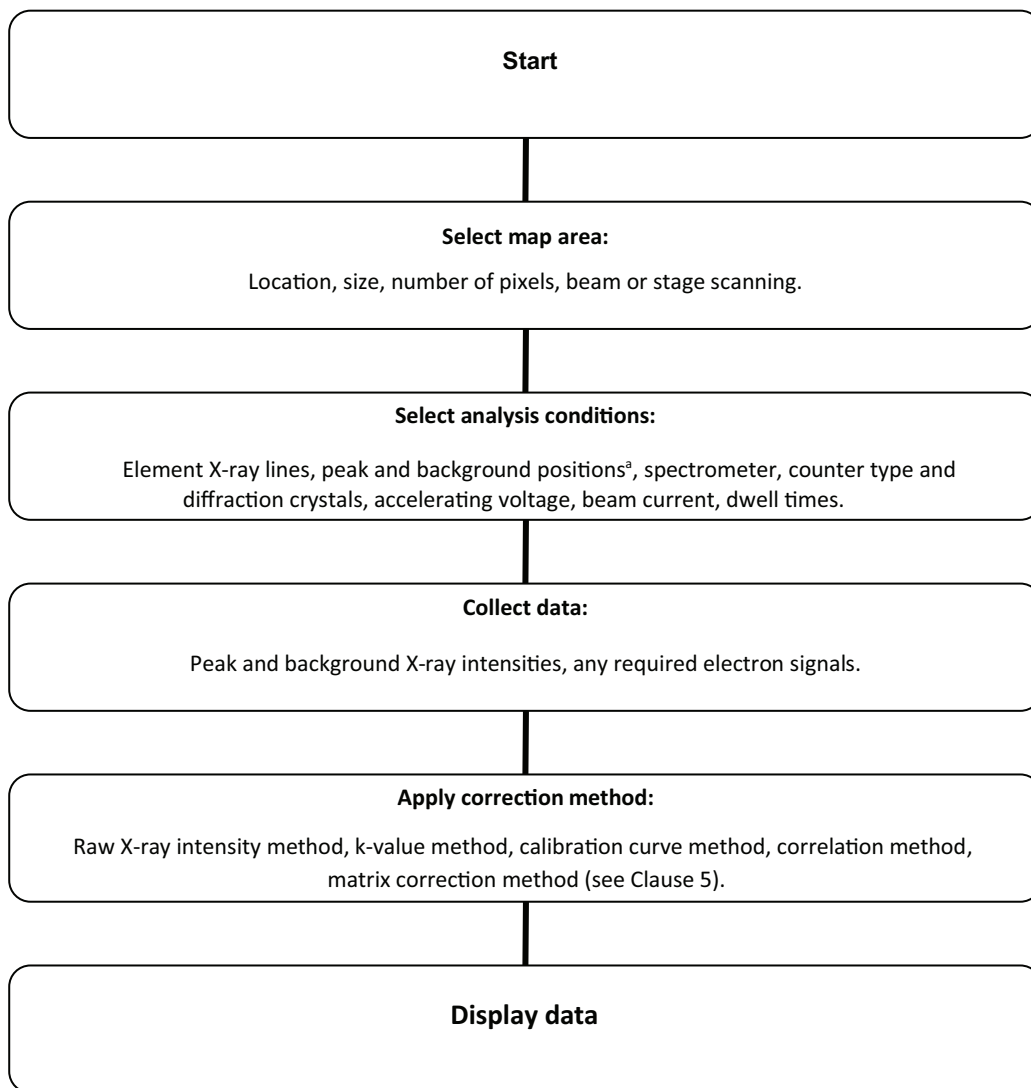 Start
Select map area:
Location, size, number of pixels, beam or stage scanning.
Select analysis conditions:
Element X-ray lines, peak and background positionsᵃ, spectrometer, counter type and
diffraction crystals, accelerating voltage, beam current, dwell times.
Collect data:
Peak and background X-ray intensities, any required electron signals.
Apply correction method:
Raw X-ray intensity method, k-value method, calibration curve method, correlation method,
matrix correction method (see Clause 5).
Display data